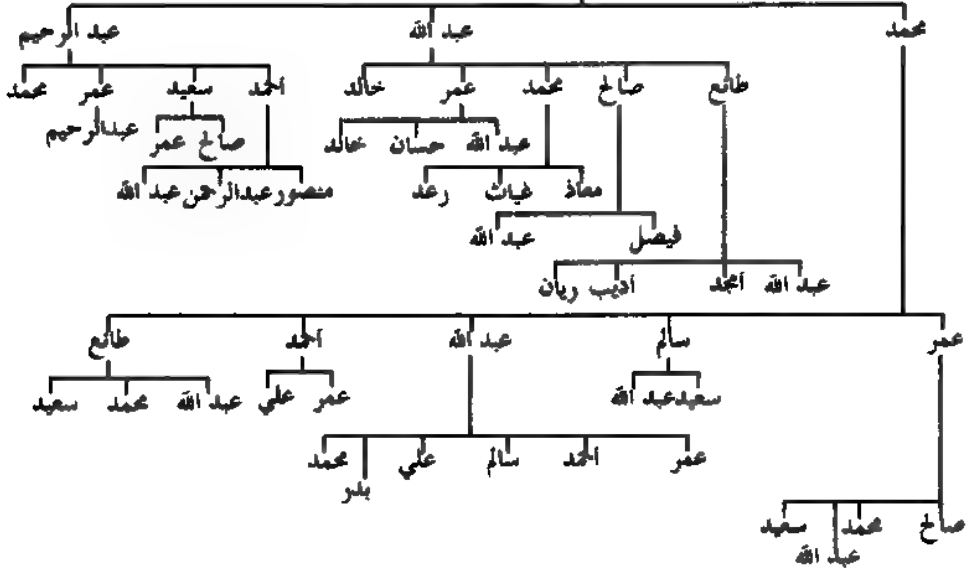 محمد عبد الله عبد الرحيم
طائع صالح محمد عمر خالد أحمد سعيد عمر محمد
عبد الله حسان خالد صالح عمر عبدالرحيم
معاذ غياث رعد منصور عبدالرحمن عبد الله
فيصل عبد الله
عبد الله أمجد أديب ريان
عمر سالم عبد الله أحمد طائع
سعيد عبد الله عمر علي عبد الله محمد سعيد
عمر أحمد سالم علي محمد
بدر
صالح محمد سعيد
عبد الله